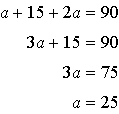 a + 15 + 2a = 90
3a + 15 = 90
3a = 75
a = 25